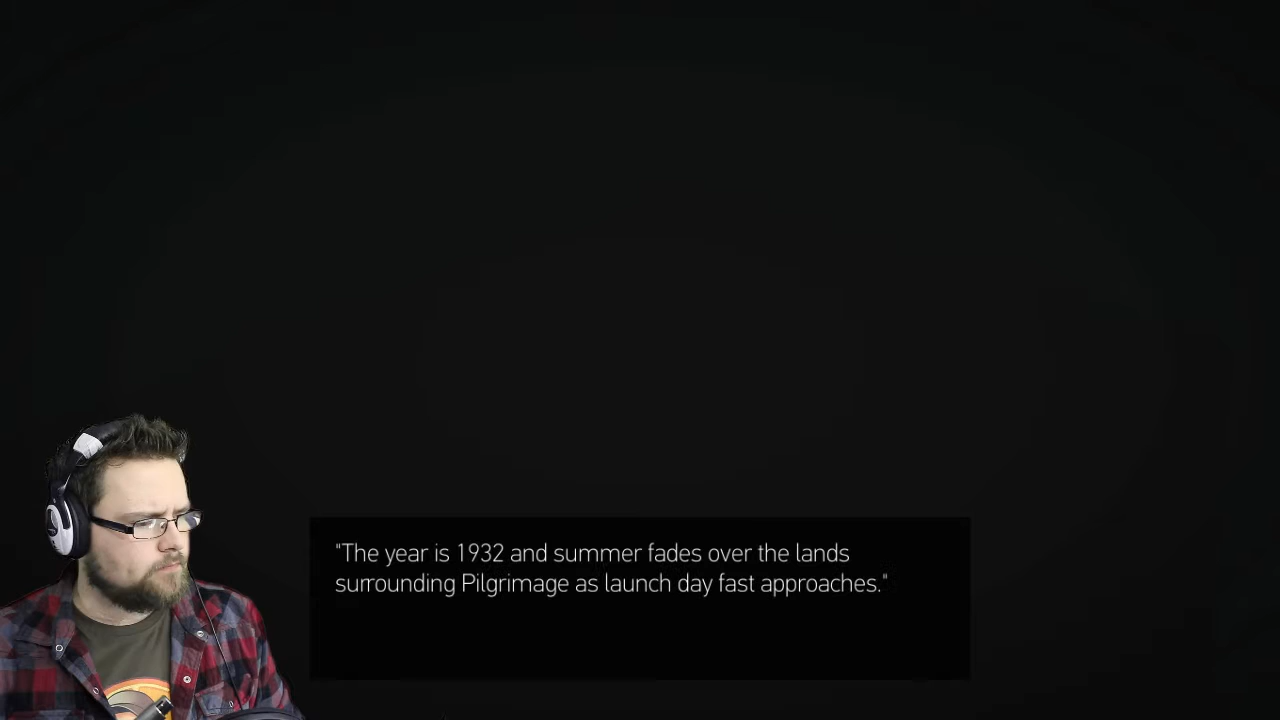 "The year is 1932 and summer fades over the lands
surrounding Pilgrimage as launch day fast approaches."